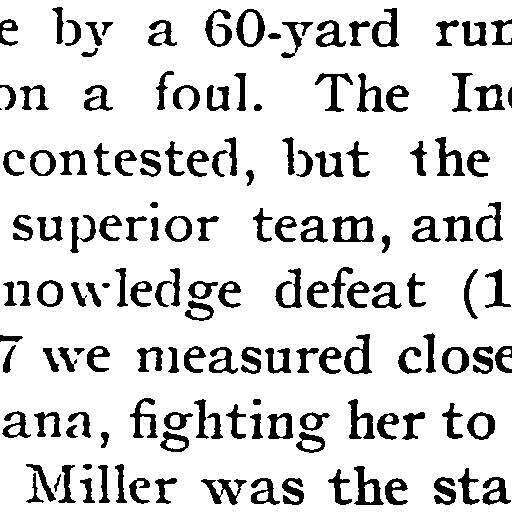 e by a 60-yard run
on a foul. The In
contested, but the
superior team, and
nowledge defeat (1
7 we measured close
ana, fighting her to
Miller was the sta